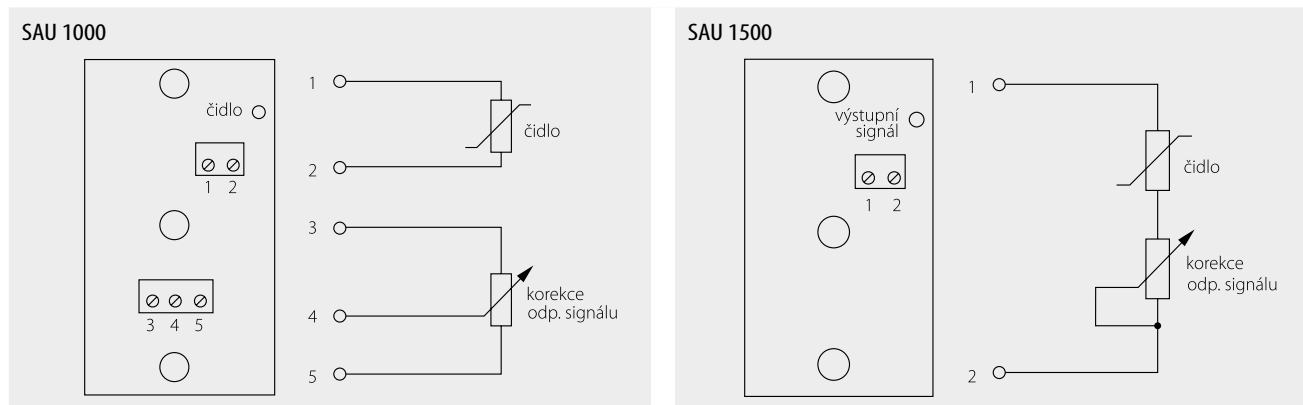 SAU 1000
čidlo
1 2
3 4 5
1
2
čidlo
3
4
5
korekce
odp. signálu
SAU 1500
výstupní
signál
1 2
1
2
čidlo
korekce
odp. signálu